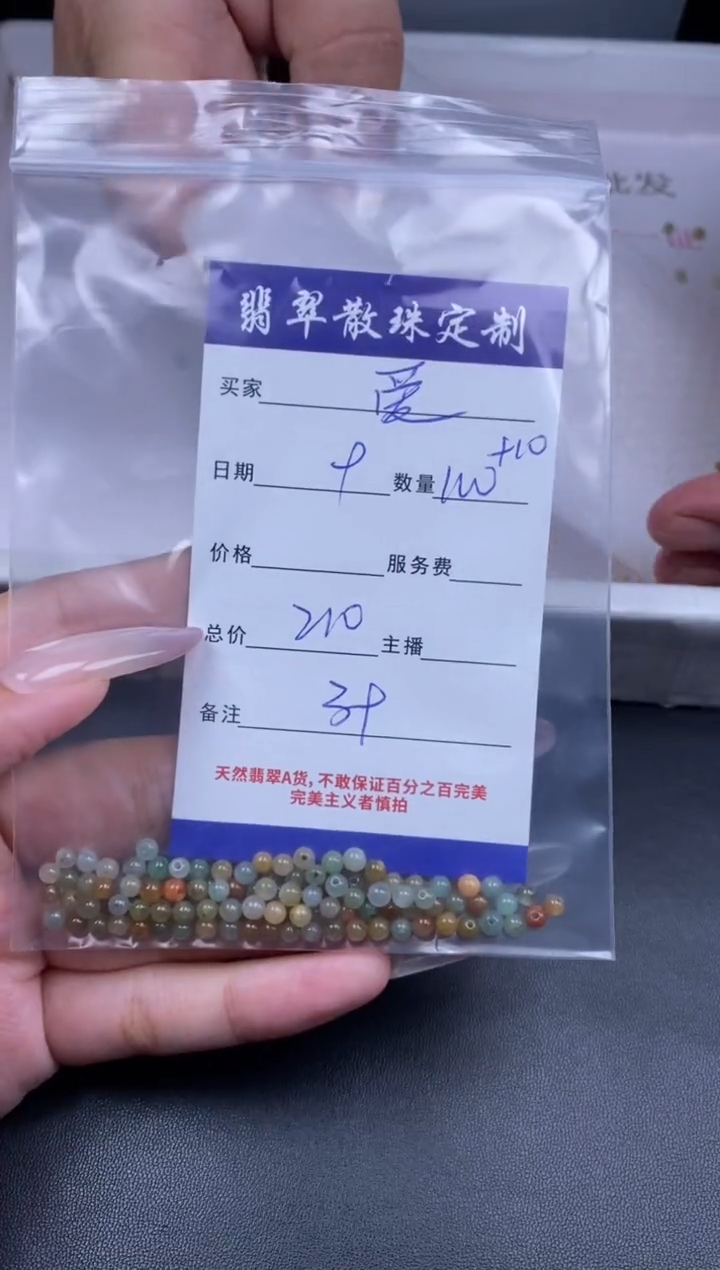 批发
翡翠散珠定制
买家 爱
日期 9 数量 100+10
价格 服务费
总价 210 主播
备注
天然翡翠A货,不敢保证百分之百完美
完美主义者慎拍